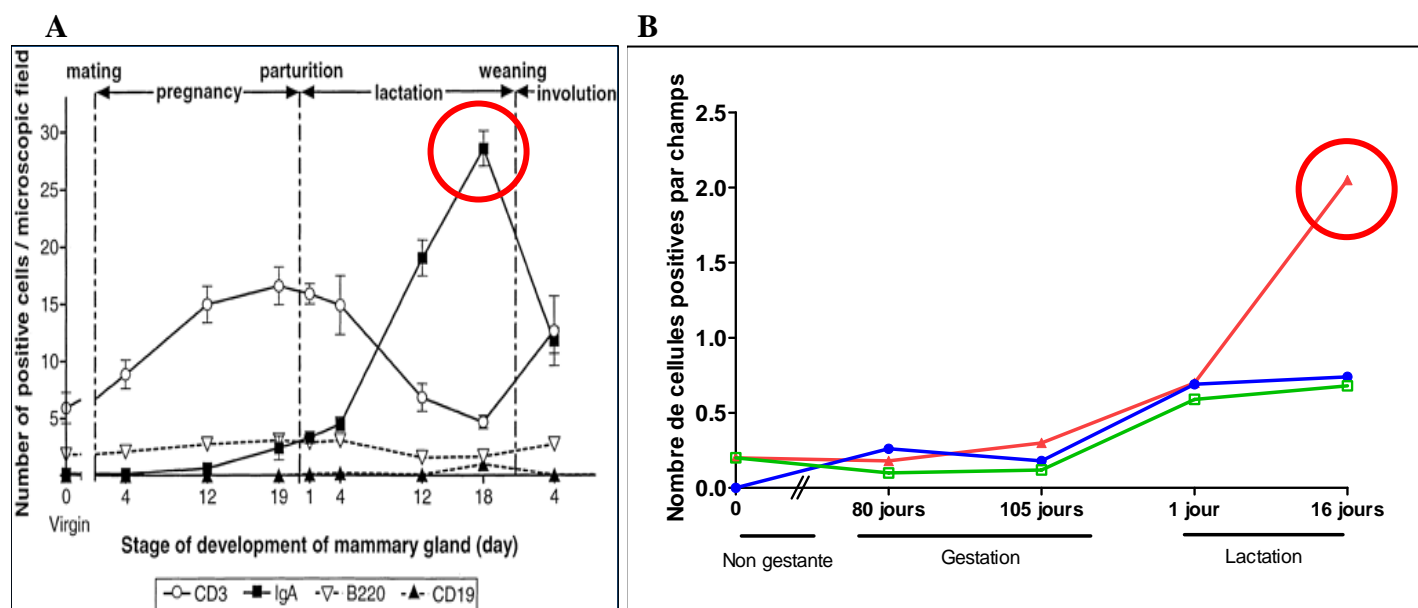 A
B
mating
parturition
weaning
pregnancy
lactation
involution
Number of positive cells / microscopic field
30
25
20
15
10
5
0
4
12
19
1
4
12
18
4
Virgin
Stage of development of mammary gland (day)
CD3
IgA
B220
CD19
Nombre de cellules positives par champs
2.5
2.0
1.5
1.0
0.5
0.0
0
80 jours
105 jours
1 jour
16 jours
Non gestante
Gestation
Lactation